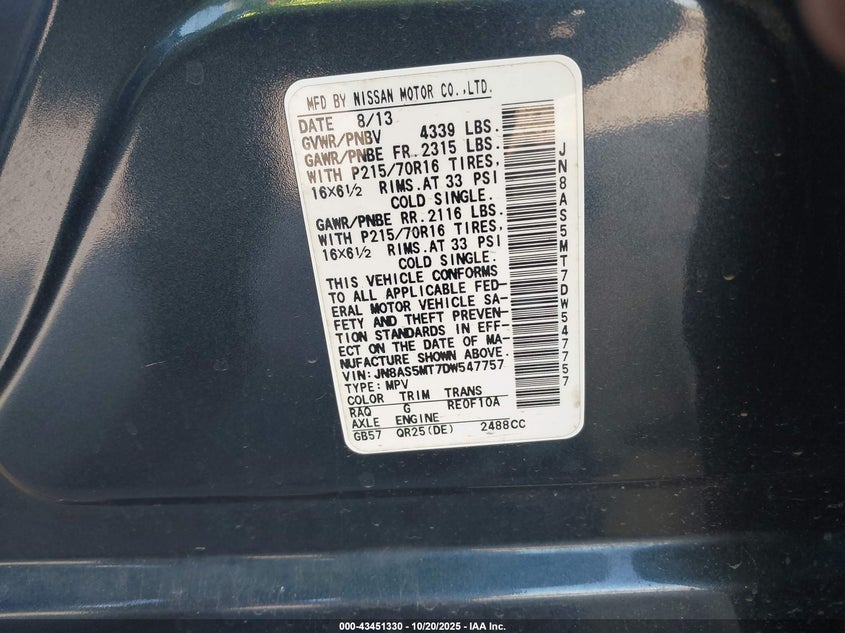 MFD BY NISSAN MOTOR CO.,LTD.
DATE 8/13
GVWR/PNBV 4339 LBS.
GAWR/PNBE FR.2315 LBS.
WITH P215/70R16 TIRES,
16X6½ RIMS.AT 33 PSI
COLD SINGLE.
GAWR/PNBE RR.2116 LBS.
WITH P215/70R16 TIRES,
16X6½ RIMS.AT 33 PSI
COLD SINGLE.
THIS VEHICLE CONFORMS
TO ALL APPLICABLE FED-
ERAL MOTOR VEHICLE SA-
FETY AND THEFT PREVEN-
TION STANDARDS IN EFF-
ECT ON THE DATE OF MA-
NUFACTURE SHOWN ABOVE.
VIN: JN8AS5MT7DW547757
TYPE: MPV
COLOR TRIM TRANS
RAQ G RE0F10A
AXLE ENGINE
GB57 QR25(DE) 2488CC
JN8AS5MT7DW547757
000-43451330 - 10/20/2025 - IAA Inc.